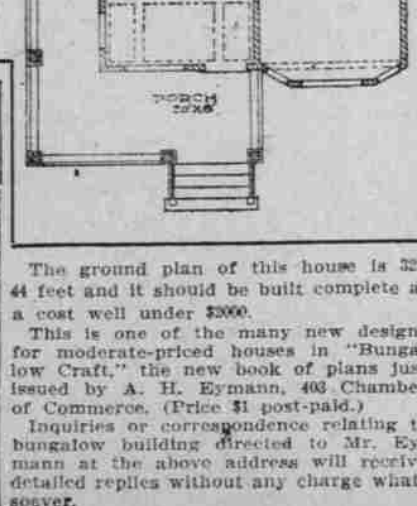 PORCH
The ground plan of this house is 32
44 feet and it should be built complete a
a cost well under $2000.
This is one of the many new design
for moderate-priced houses in "Bunga
low Craft," the new book of plans jus
issued by A. H. Eymann, 403 Chambe
of Commerce. (Price $1 post-paid.)
Inquiries or correspondence relating t
bungalow building directed to Mr. Ey
mann at the above address will receiv
detailed replies without any charge what
soever.